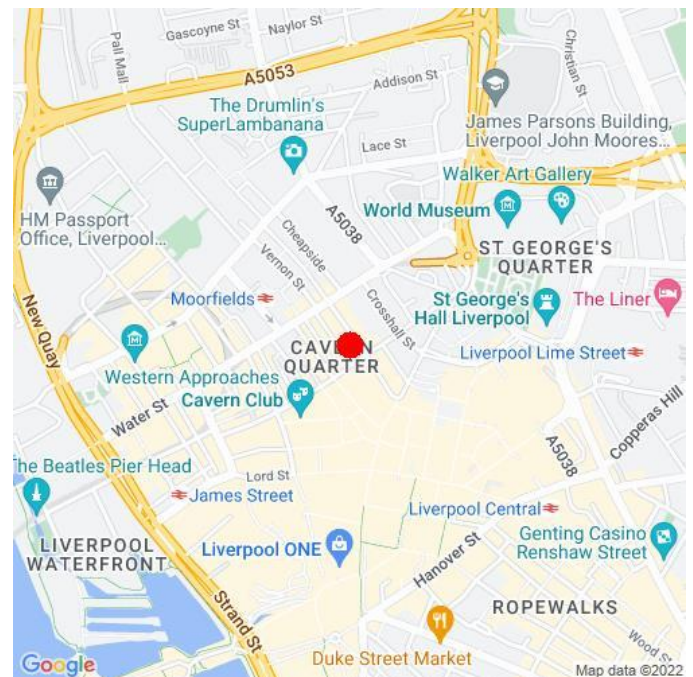 Gascoyne St
Naylor St
Pall Mall
Christian St
A5053
Addison St
The Drumlin's
SuperLambanana
James Parsons Building,
Liverpool John Moores...
Lace St
Walker Art Gallery
HM Passport
Office, Liverpool...
World Museum
A5038
ST GEORGE'S
QUARTER
Cheapside
Vernon St
New Quay
Moorfields
Crosshall St
St George's
Hall Liverpool
The Liner
Liverpool Lime Street
QUARTER
Western Approaches
Cavern Club
Water St
Copperas Hill
A5038
The Beatles Pier Head
Lord St
James Street
Liverpool Central
LIVERPOOL
WATERFRONT
Liverpool ONE
Hanover St
Genting Casino
Renshaw Street
Strand St
ROPEWALKS
Duke Street Market
Wood St
Google
Map data ©2022